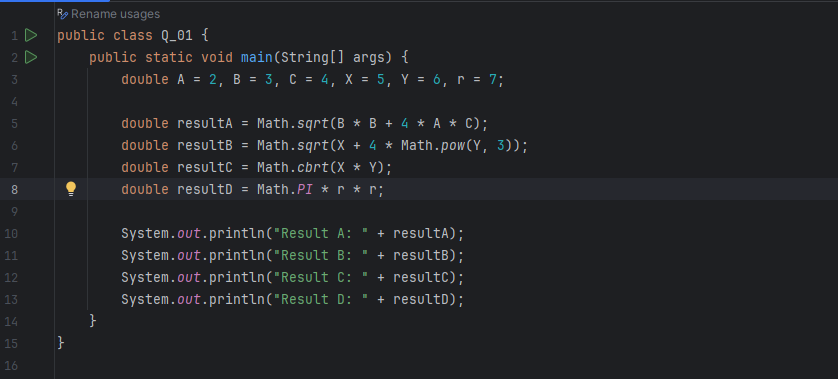 Rename usages
1 public class Q_01 {
2     public static void main(String[] args) {
3         double A = 2, B = 3, C = 4, X = 5, Y = 6, r = 7;
4
5         double resultA = Math.sqrt(B * B + 4 * A * C);
6         double resultB = Math.sqrt(X + 4 * Math.pow(Y, 3));
7         double resultC = Math.cbrt(X * Y);
8         double resultD = Math.PI * r * r;
9
10         System.out.println("Result A: " + resultA);
11         System.out.println("Result B: " + resultB);
12         System.out.println("Result C: " + resultC);
13         System.out.println("Result D: " + resultD);
14     }
15 }
16